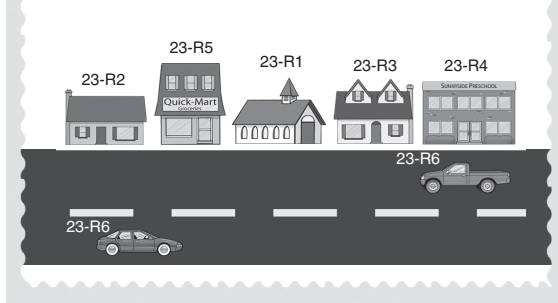 23-R5
23-R1
23-R2
23-R3
23-R4
Quick-Mart
Groceries
SUNNYSIDE PRESCHOOL
23-R6
23-R6